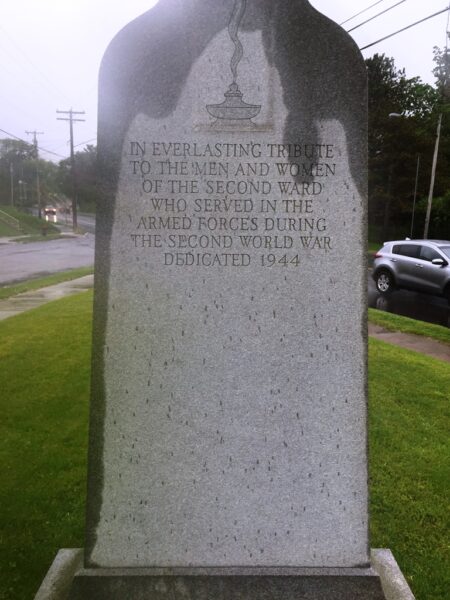 IN EVERLASTING TRIBUTE
TO THE MEN AND WOMEN
OF THE SECOND WARD
WHO SERVED IN THE
ARMED FORCES DURING
THE SECOND WORLD WAR
DEDICATED 1944